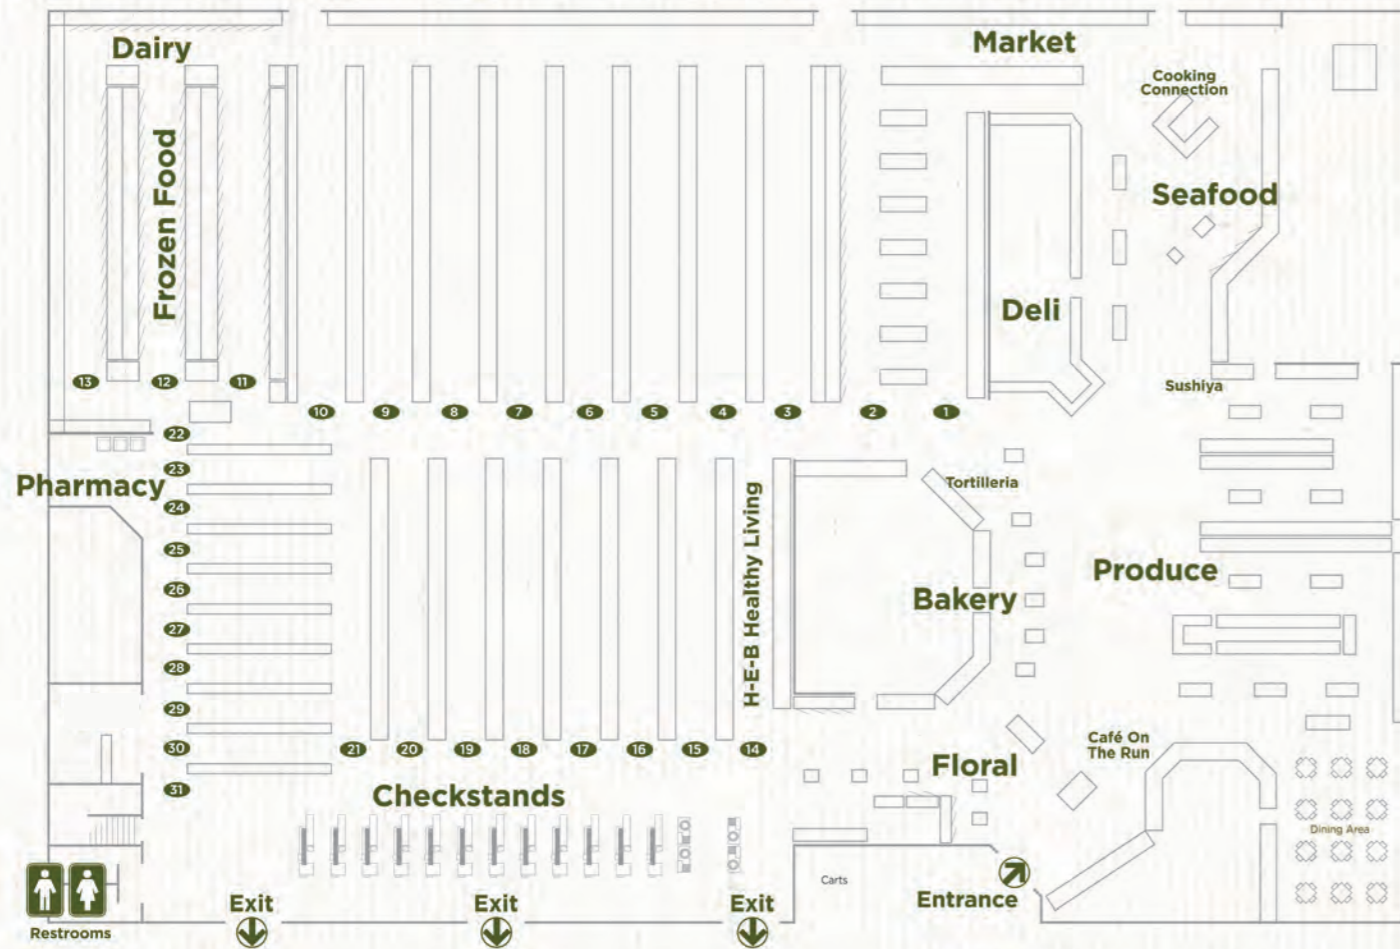 Dairy
Market
Cooking
Connection
Frozen Food
Seafood
Deli
13
12
11
Sushiya
10
9
8
7
6
5
4
3
2
1
22
23
Pharmacy
24
25
26
27
28
29
30
31
H-E-B Healthy Living
Tortilleria
Bakery
Produce
21
20
19
18
17
16
15
14
Floral
Café On
The Run
Checkstands
Dining Area
Carts
Entrance
Restrooms
Exit
Exit
Exit